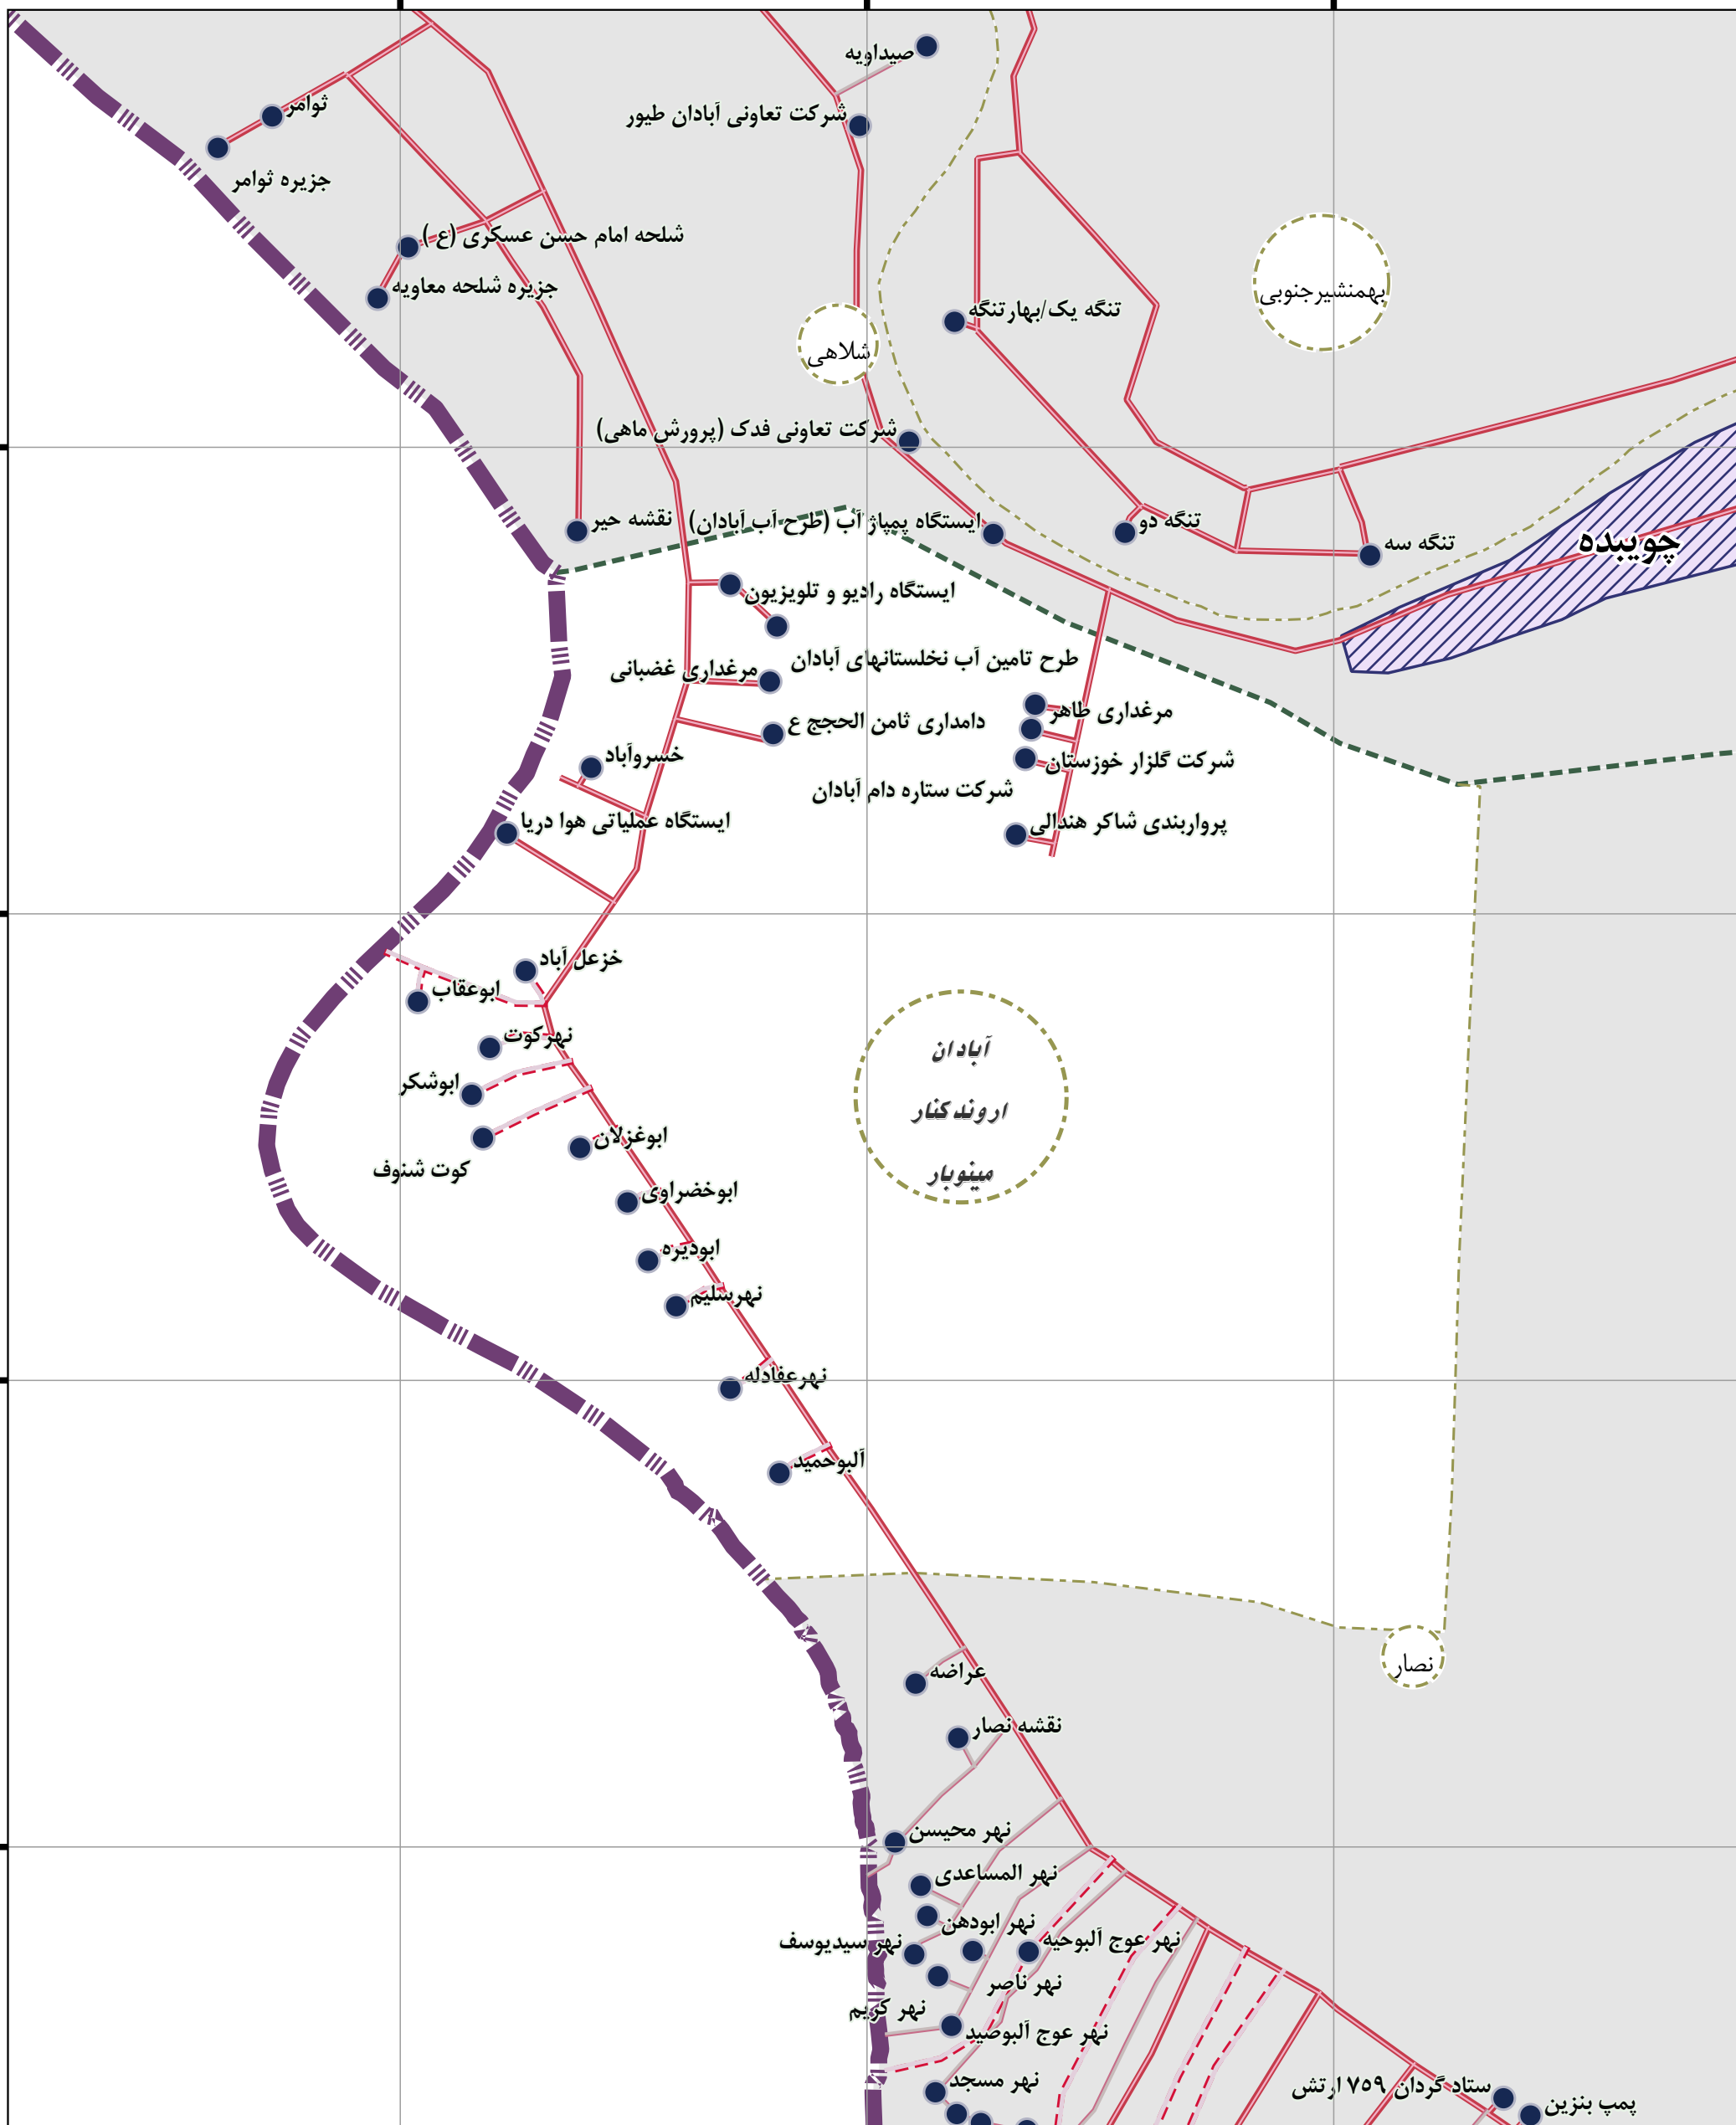 صیداویه
ثوامر
شرکت تعاونی آبادان طیور
جزیره ثوامر
شلحه امام حسن عسکری (ع)
جزیره شلحه معاویه
بهمنشیرجنوبی
تنگه یک/بهارتنگه
شلاهی
شرکت تعاونی فدک (پرورش ماهی)
نقشه حیر
ایستگاه پمپاژ آب (طرح آب آبادان)
تنگه دو
تنگه سه
چویبده
ایستگاه رادیو و تلویزیون
طرح تامین آب نخلستانهای آبادان
مرغداری غضبانی
مرغداری طاهر
دامداری ثامن الحجج ع
خسروآباد
شرکت گلزار خوزستان
شرکت ستاره دام آبادان
ایستگاه عملیاتی هوا دریا
پرواربندی شاکر هندالی
خزعل آباد
ابوعقاب
نهرکوت
آبادان
اروندکنار
مینوبار
ابوشکر
ابوغزلان
کوت شنوف
ابوخضراوی
ابودیره
نهرسلیم
نهرعفادله
آلبوحمید
نصار
عراضه
نقشه نصار
نهر محیسن
نهر المساعدی
نهر ابودهن
نهر سیدیوسف
نهر عوج آلبوحیه
نهر ناصر
نهر کریم
نهر عوج آلبوصید
نهر مسجد
ستاد گردان ۷۵۹ ارتش
پمپ بنزین